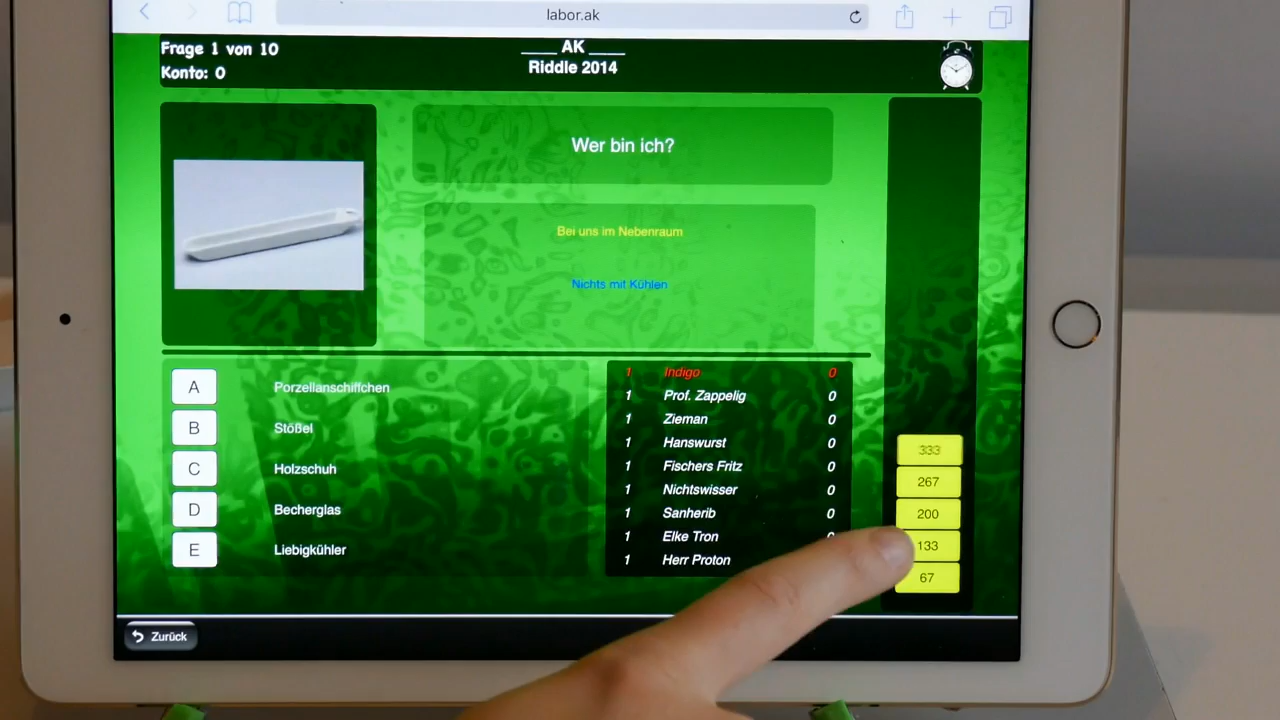 labor.ak
Frage 1 von 10
Konto: 0
____ AK ____
Riddle 2014
Wer bin ich?
Bei uns im Nebenraum
Nichts mit Kühlen
A Porzellanschiffchen
B Stößel
C Holzschuh
D Becherglas
E Liebigkühler
1 Indigo 0
1 Prof. Zappelig 0
1 Zieman 0
1 Hanswurst 0
1 Fischers Fritz 0
1 Nichtswisser 0
1 Sanherib 0
1 Elke Tron 0
1 Herr Proton
333
267
200
133
67
Zurück